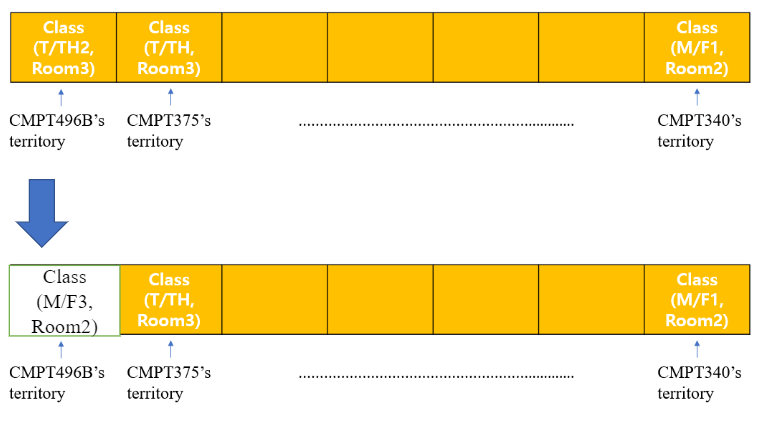 Class
(T/TH2,
Room3)
Class
(T/TH,
Room3)
Class
(M/F1,
Room2)
CMPT496B’s
territory
CMPT375’s
territory
CMPT340’s
territory
Class
(M/F3,
Room2)
Class
(T/TH,
Room3)
Class
(M/F1,
Room2)
CMPT496B’s
territory
CMPT375’s
territory
CMPT340’s
territory